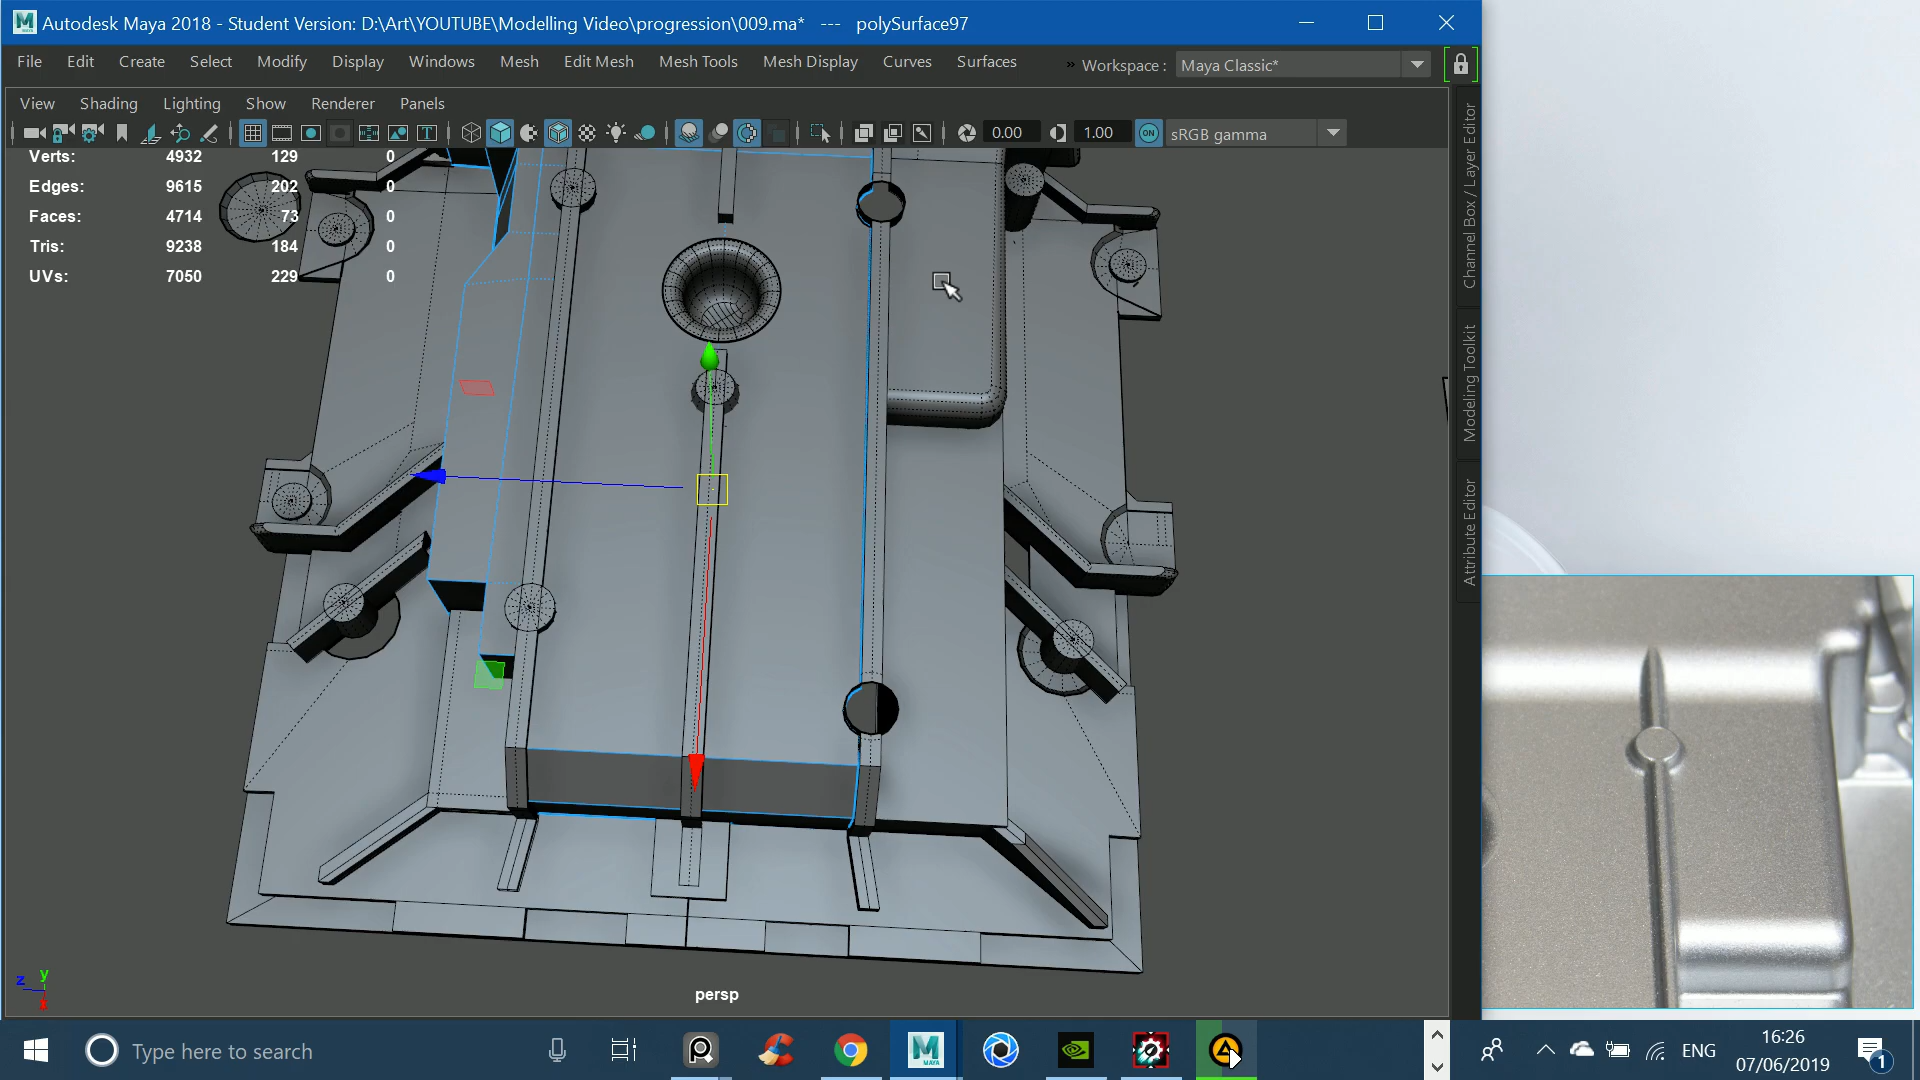 Autodesk Maya 2018 - Student Version: D:\Art\YOUTUBE\Modelling Video\progression\009.ma* --- polySurface97
File Edit Create Select Modify Display Windows Mesh Edit Mesh Mesh Tools Mesh Display Curves Surfaces » Workspace : Maya Classic*
View Shading Lighting Show Renderer Panels
0.00 1.00 ON sRGB gamma
Verts: 4932 129 0
Edges: 9615 202 0
Faces: 4714 73 0
Tris: 9238 184 0
UVs: 7050 229 0
Channel Box / Layer Editor
Modeling Toolkit
Attribute Editor
z y
x
persp
Type here to search
MAYA
ENG
16:26
07/06/2019
1